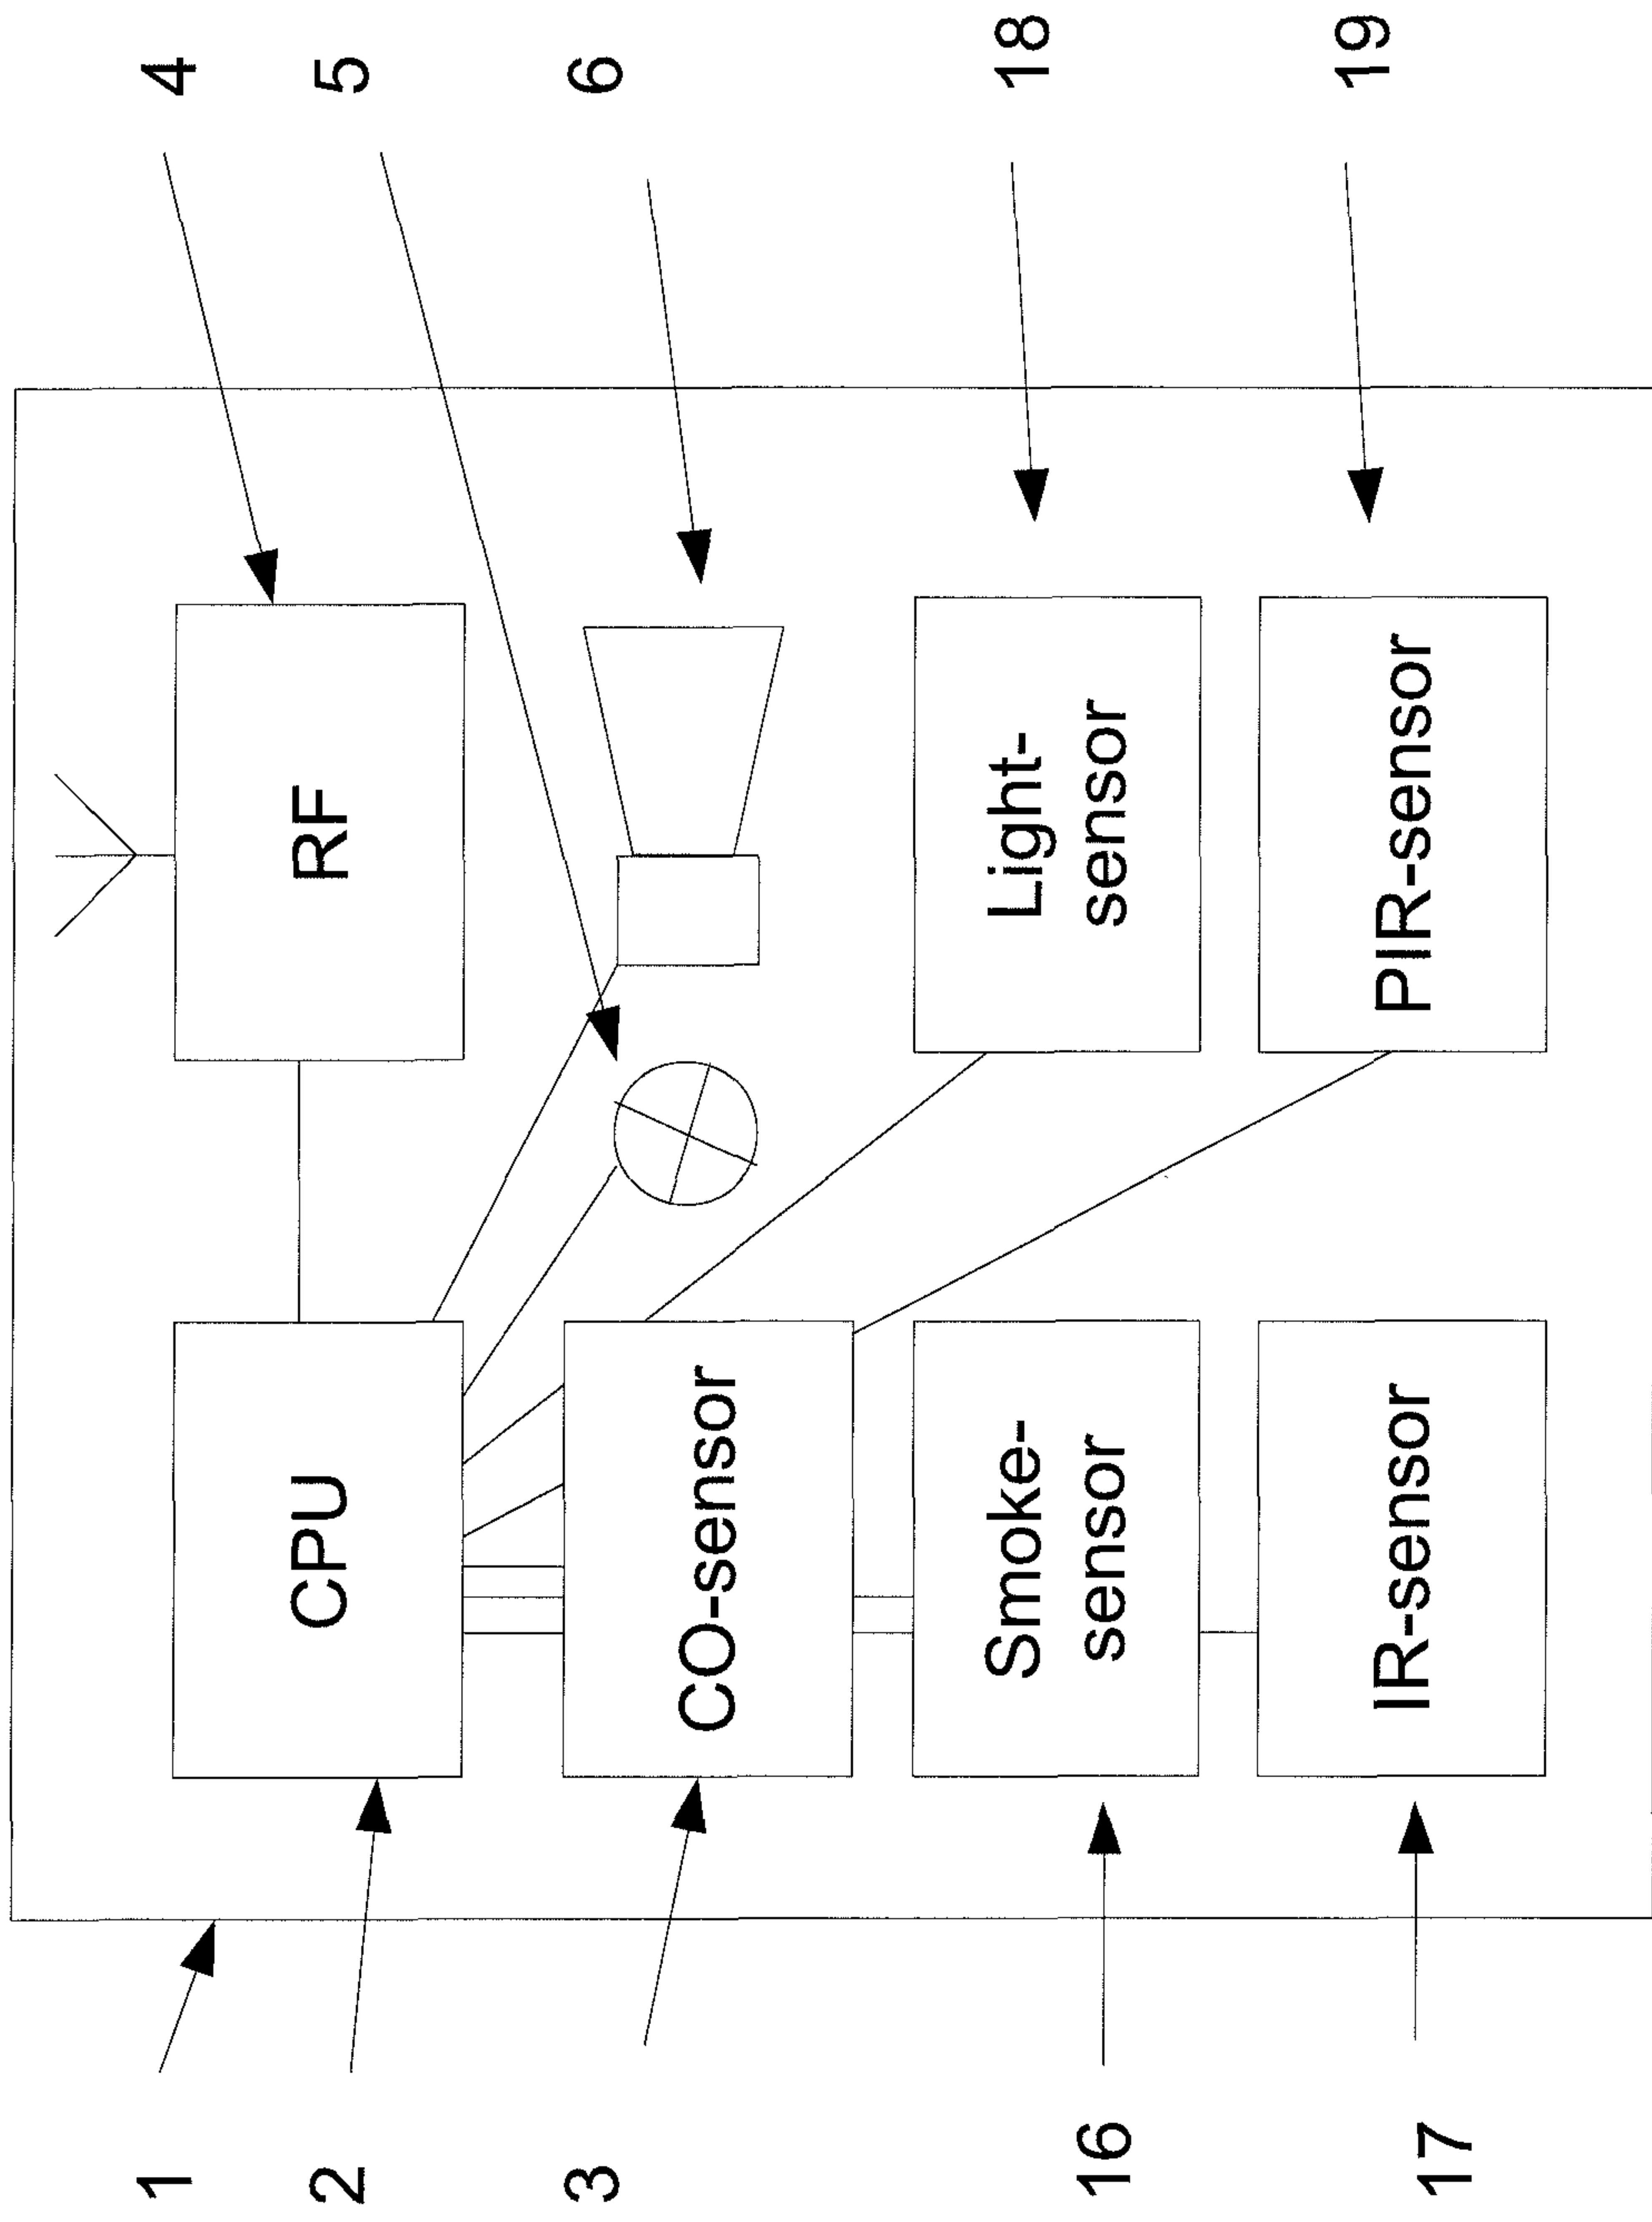 1
2
3
16
17
CPU
CO-sensor
Smoke-
sensor
IR-sensor
RF
Light-
sensor
PIR-sensor
4
5
6
18
19